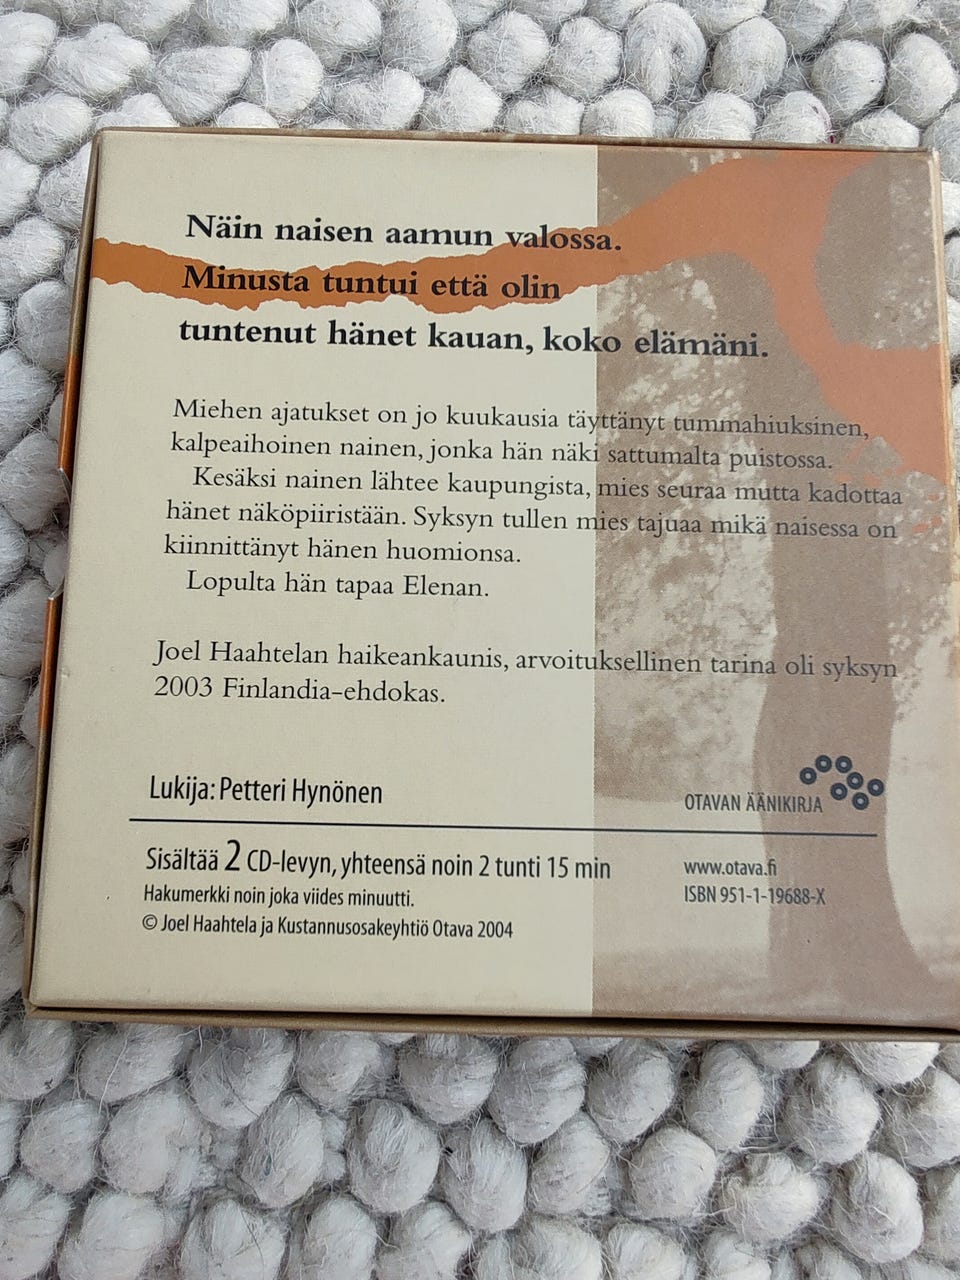 Näin naisen aamun valossa.
Minusta tuntui että olin
tuntenut hänet kauan, koko elämäni.
Miehen ajatukset on jo kuukausia täyttänyt tummahiuksinen,
kalpeaihoinen nainen, jonka hän näki sattumalta puistossa.
Kesäksi nainen lähtee kaupungista, mies seuraa mutta kadottaa
hänet näköpiiristään. Syksyn tullen mies tajuaa mikä naisessa on
kiinnittänyt hänen huomionsa.
Lopulta hän tapaa Elenan.
Joel Haahtelan haikeankaunis, arvoituksellinen tarina oli syksyn
2003 Finlandia-ehdokas.
Lukija: Petteri Hynönen
OTAVAN ÄÄNIKIRJA
Sisältää 2 CD-levyn, yhteensä noin 2 tunti 15 min
Hakumerkki noin joka viides minuutti.
© Joel Haahtela ja Kustannusosakeyhtiö Otava 2004
www.otava.fi
ISBN 951-1-19688-X